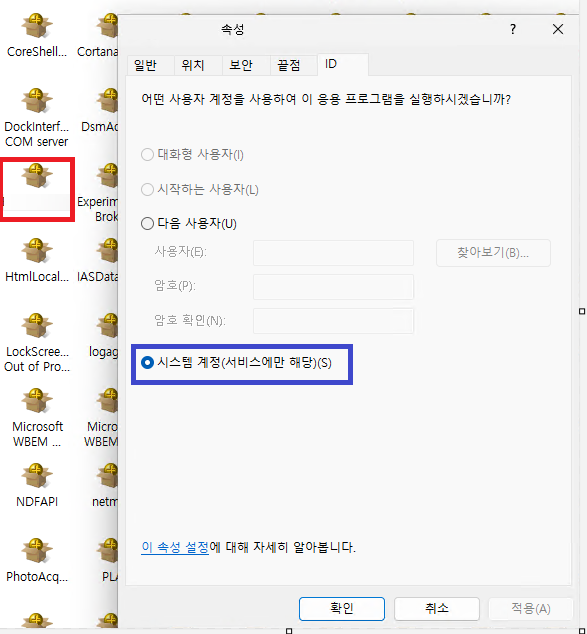 CoreShell...
Cortana
DockInterf...
COM server
DsmAc
Experim
Brok
HtmlLocal...
IASData
LockScree...
Out of Pro...
logag
Microsoft
WBEM ...
Micros
WBEM
NDFAPI
netm
PhotoAcq...
PLA
속성
?
일반
위치
보안
끝점
ID
어떤 사용자 계정을 사용하여 이 응용 프로그램을 실행하시겠습니까?
대화형 사용자(I)
시작하는 사용자(L)
다음 사용자(U)
사용자(E):
찾아보기(B)...
암호(P):
암호 확인(N):
시스템 계정(서비스에만 해당)(S)
이 속성 설정에 대해 자세히 알아봅니다.
확인
취소
적용(A)